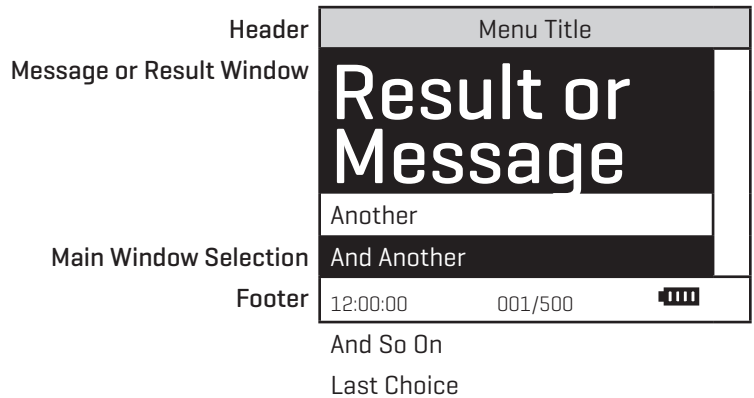 Header
Menu Title
Message or Result Window
Result or
Message
Another
Main Window Selection
And Another
Footer
12:00:00 001/500
And So On
Last Choice